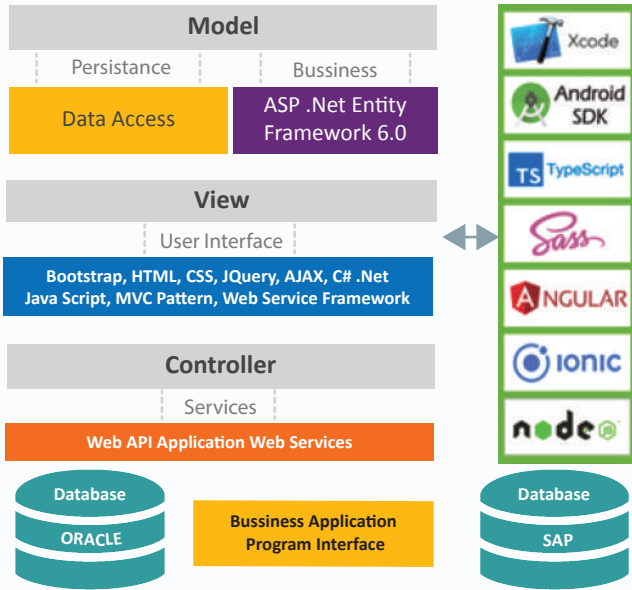 Model
Persistance
Bussiness
Data Access
ASP .Net Entity
Framework 6.0
View
User Interface
Bootstrap, HTML, CSS, JQuery, AJAX, C# .Net
Java Script, MVC Pattern, Web Service Framework
Controller
Services
Web API Application Web Services
Database
ORACLE
Bussiness Application
Program Interface
Xcode
Android
SDK
TS TypeScript
Sass
ANGULAR
IONIC
node JS
Database
SAP